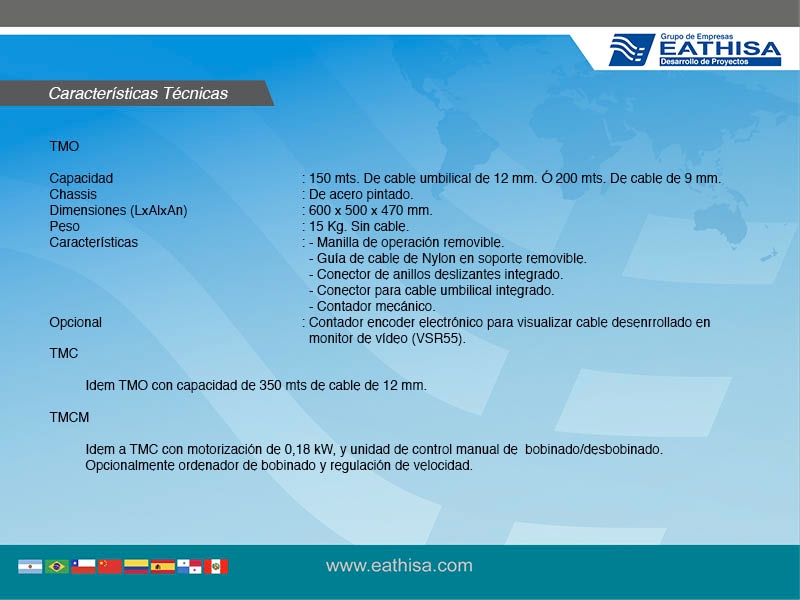 Grupo de Empresas
EATHISA
Desarrollo de Proyectos
Características Técnicas
TMO
Capacidad : 150 mts. De cable umbilical de 12 mm. Ó 200 mts. De cable de 9 mm.
Chassis : De acero pintado.
Dimensiones (LxAlxAn) : 600 x 500 x 470 mm.
Peso : 15 Kg. Sin cable.
Características : - Manilla de operación removible.
- Guía de cable de Nylon en soporte removible.
- Conector de anillos deslizantes integrado.
- Conector para cable umbilical integrado.
- Contador mecánico.
Opcional : Contador encoder electrónico para visualizar cable desenrrollado en
monitor de vídeo (VSR55).
TMC
Idem TMO con capacidad de 350 mts de cable de 12 mm.
TMCM
Idem a TMC con motorización de 0,18 kW, y unidad de control manual de bobinado/desbobinado.
Opcionalmente ordenador de bobinado y regulación de velocidad.
www.eathisa.com